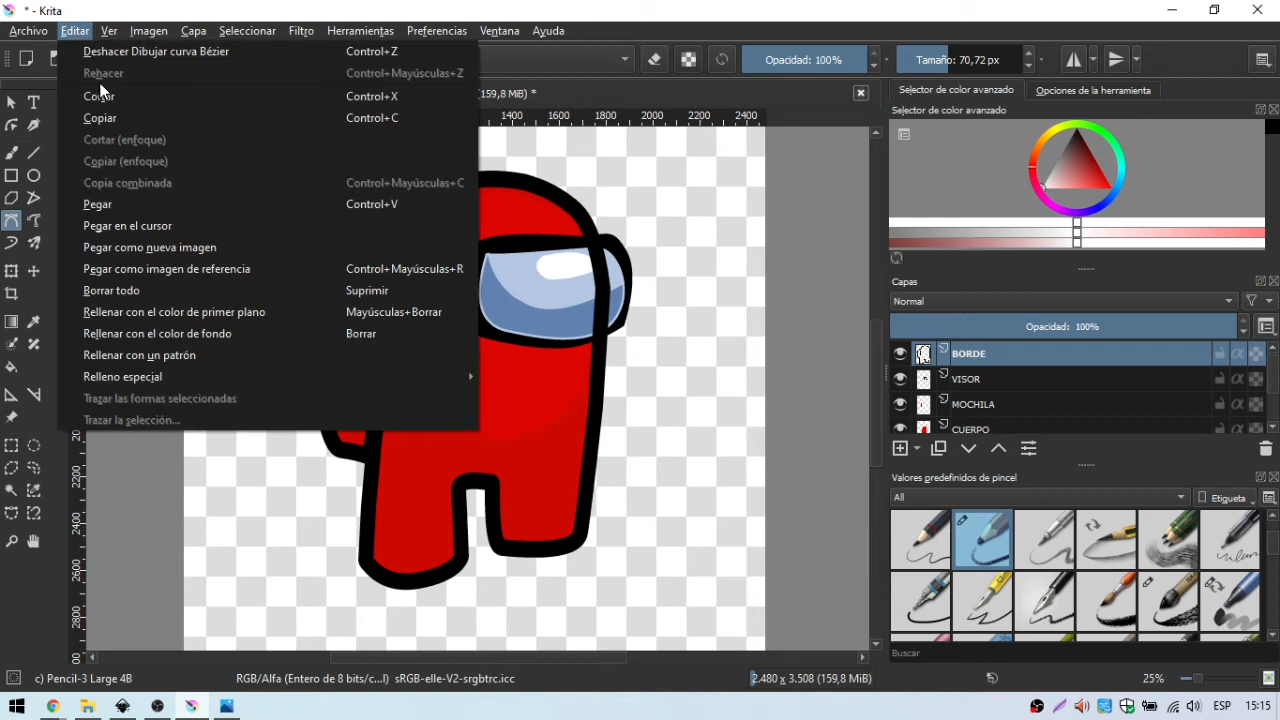 * - Krita
Archivo Editar Ver Imagen Capa Seleccionar Filtro Herramientas Preferencias Ventana Ayuda
Deshacer Dibujar curva Bézier Control+Z
Rehacer Control+Mayúsculas+Z
Cortar Control+X
Copiar Control+C
Cortar (enfoque)
Copiar (enfoque)
Copia combinada Control+Mayúsculas+C
Pegar Control+V
Pegar en el cursor
Pegar como nueva imagen
Pegar como imagen de referencia Control+Mayúsculas+R
Borrar todo Suprimir
Rellenar con el color de primer plano Mayúsculas+Borrar
Rellenar con el color de fondo Borrar
Rellenar con un patrón
Relleno especial
Trazar las formas seleccionadas
Trazar la selección...
Opacidad: 100%
Tamaño: 70,72 px
(159,8 MiB) *
1400 1600 1800 2000 2200 2400
2200
2400
2600
2800
Selector de color avanzado Opciones de la herramienta
Selector de color avanzado
Capas
Normal
Opacidad: 100%
BORDE
VISOR
MOCHILA
CUERPO
Valores predefinidos de pincel
All Etiqueta
Buscar
c) Pencil-3 Large 4B RGB/Alfa (Entero de 8 bits/c...l) sRGB-elle-V2-srgbtrc.icc 2.480 x 3.508 (159,8 MiB) 25%
ESP 15:15